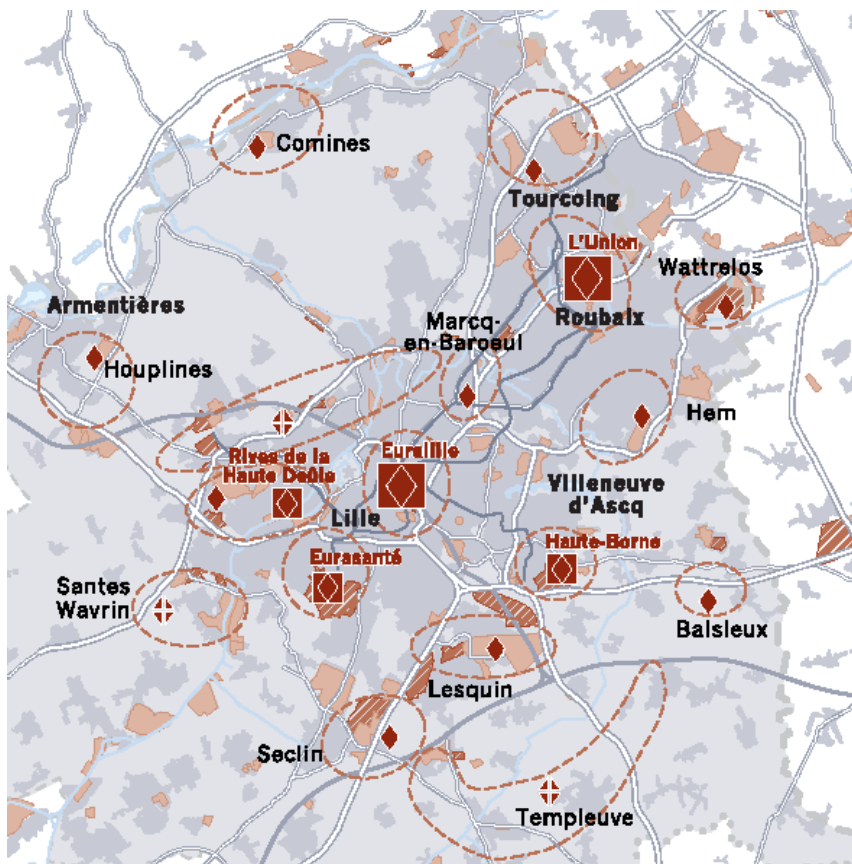 Comines
Tourcoing
L'Union
Wattrelos
Armentières
Roubaix
Marcq-
en-Baroeul
Houplines
Hem
Rives de la
Haute Deûle
Euralille
Villeneuve
d'Ascq
Lille
Eurasanté
Haute-Borne
Santes
Wavrin
Baisieux
Lesquin
Seclin
Templeuve